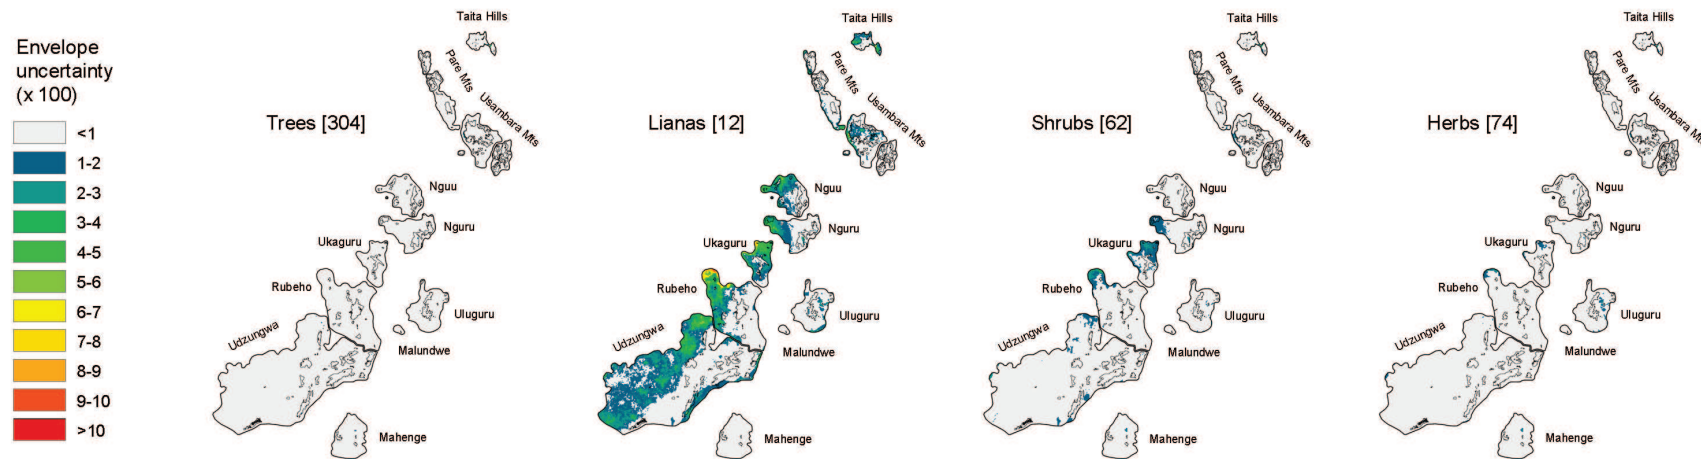 Envelope
uncertainty
(x 100)
<1
1-2
2-3
3-4
4-5
5-6
6-7
7-8
8-9
9-10
>10
Trees [304]
Taita Hills
Pare Mts
Usambara Mts
Nguu
Nguru
Ukaguru
Rubeho
Uluguru
Udzungwa
Malundwe
Mahenge
Lianas [12]
Taita Hills
Pare Mts
Usambara Mts
Nguu
Nguru
Ukaguru
Rubeho
Uluguru
Udzungwa
Malundwe
Mahenge
Shrubs [62]
Taita Hills
Pare Mts
Usambara Mts
Nguu
Nguru
Ukaguru
Rubeho
Uluguru
Udzungwa
Malundwe
Mahenge
Herbs [74]
Taita Hills
Pare Mts
Usambara Mts
Nguu
Nguru
Ukaguru
Rubeho
Uluguru
Udzungwa
Malundwe
Mahenge